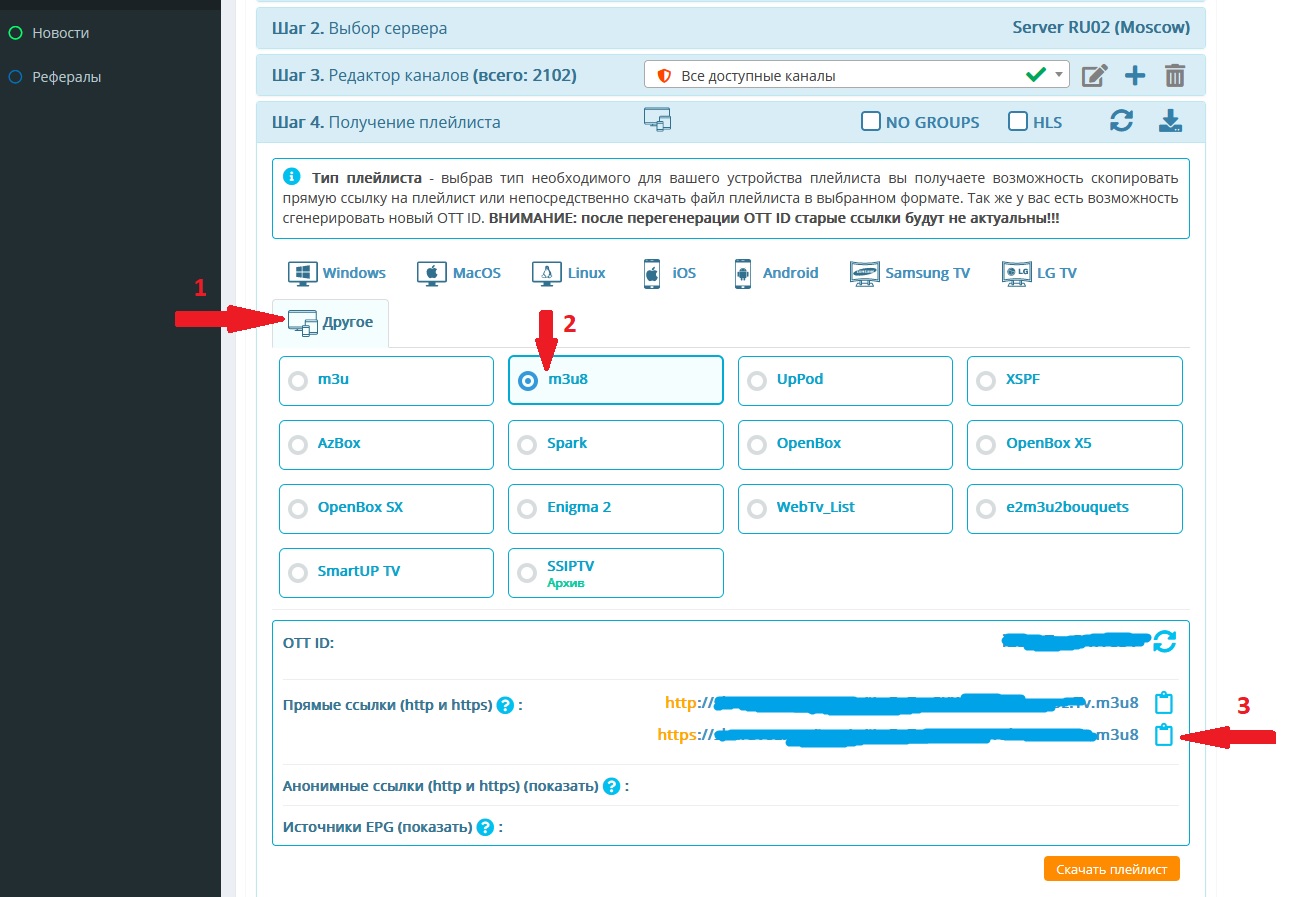 Новости
Рефералы
Шаг 2. Выбор сервера Server RU02 (Moscow)
Шаг 3. Редактор каналов (всего: 2102) Все доступные каналы
Шаг 4. Получение плейлиста NO GROUPS HLS
Тип плейлиста - выбрав тип необходимого для вашего устройства плейлиста вы получаете возможность скопировать
прямую ссылку на плейлист или непосредственно скачать файл плейлиста в выбранном формате. Так же у вас есть возможность
сгенерировать новый OTT ID. ВНИМАНИЕ: после перегенерации OTT ID старые ссылки будут не актуальны!!!
Windows MacOS Linux iOS Android SAMSUNG Samsung TV LG LG TV
1
Другое
2
m3u m3u8 UpPod XSPF
AzBox Spark OpenBox OpenBox X5
OpenBox SX Enigma 2 WebTv_List e2m3u2bouquets
SmartUP TV SSIPTV
Архив
OTT ID:
Прямые ссылки (http и https) ? : http:// v.m3u8
3
https:// m3u8
Анонимные ссылки (http и https) (показать) ? :
Источники EPG (показать) ? :
Скачать плейлист